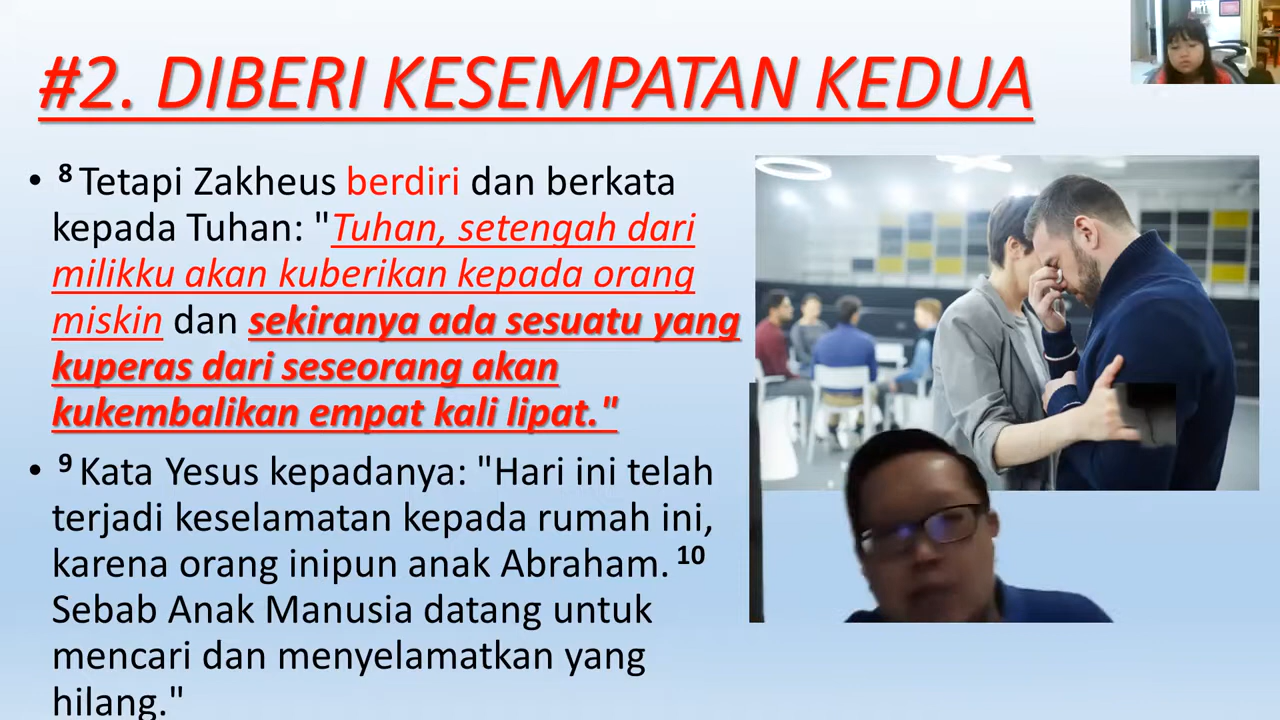 #2. DIBERI KESEMPATAN KEDUA
• 8 Tetapi Zakheus berdiri dan berkata
kepada Tuhan: "Tuhan, setengah dari
milikku akan kuberikan kepada orang
miskin dan sekiranya ada sesuatu yang
kuperas dari seseorang akan
kukembalikan empat kali lipat."
• 9 Kata Yesus kepadanya: "Hari ini telah
terjadi keselamatan kepada rumah ini,
karena orang inipun anak Abraham. 10
Sebab Anak Manusia datang untuk
mencari dan menyelamatkan yang
hilang."